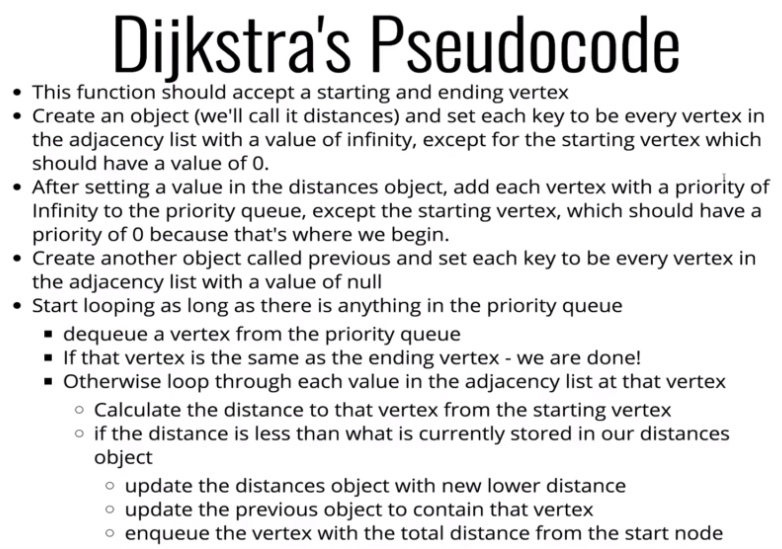 Dijkstra's Pseudocode
• This function should accept a starting and ending vertex
• Create an object (we'll call it distances) and set each key to be every vertex in
the adjacency list with a value of infinity, except for the starting vertex which
should have a value of 0.
• After setting a value in the distances object, add each vertex with a priority of
Infinity to the priority queue, except the starting vertex, which should have a
priority of 0 because that's where we begin.
• Create another object called previous and set each key to be every vertex in
the adjacency list with a value of null
• Start looping as long as there is anything in the priority queue
▪ dequeue a vertex from the priority queue
▪ If that vertex is the same as the ending vertex - we are done!
▪ Otherwise loop through each value in the adjacency list at that vertex
○ Calculate the distance to that vertex from the starting vertex
○ if the distance is less than what is currently stored in our distances
object
○ update the distances object with new lower distance
○ update the previous object to contain that vertex
○ enqueue the vertex with the total distance from the start node